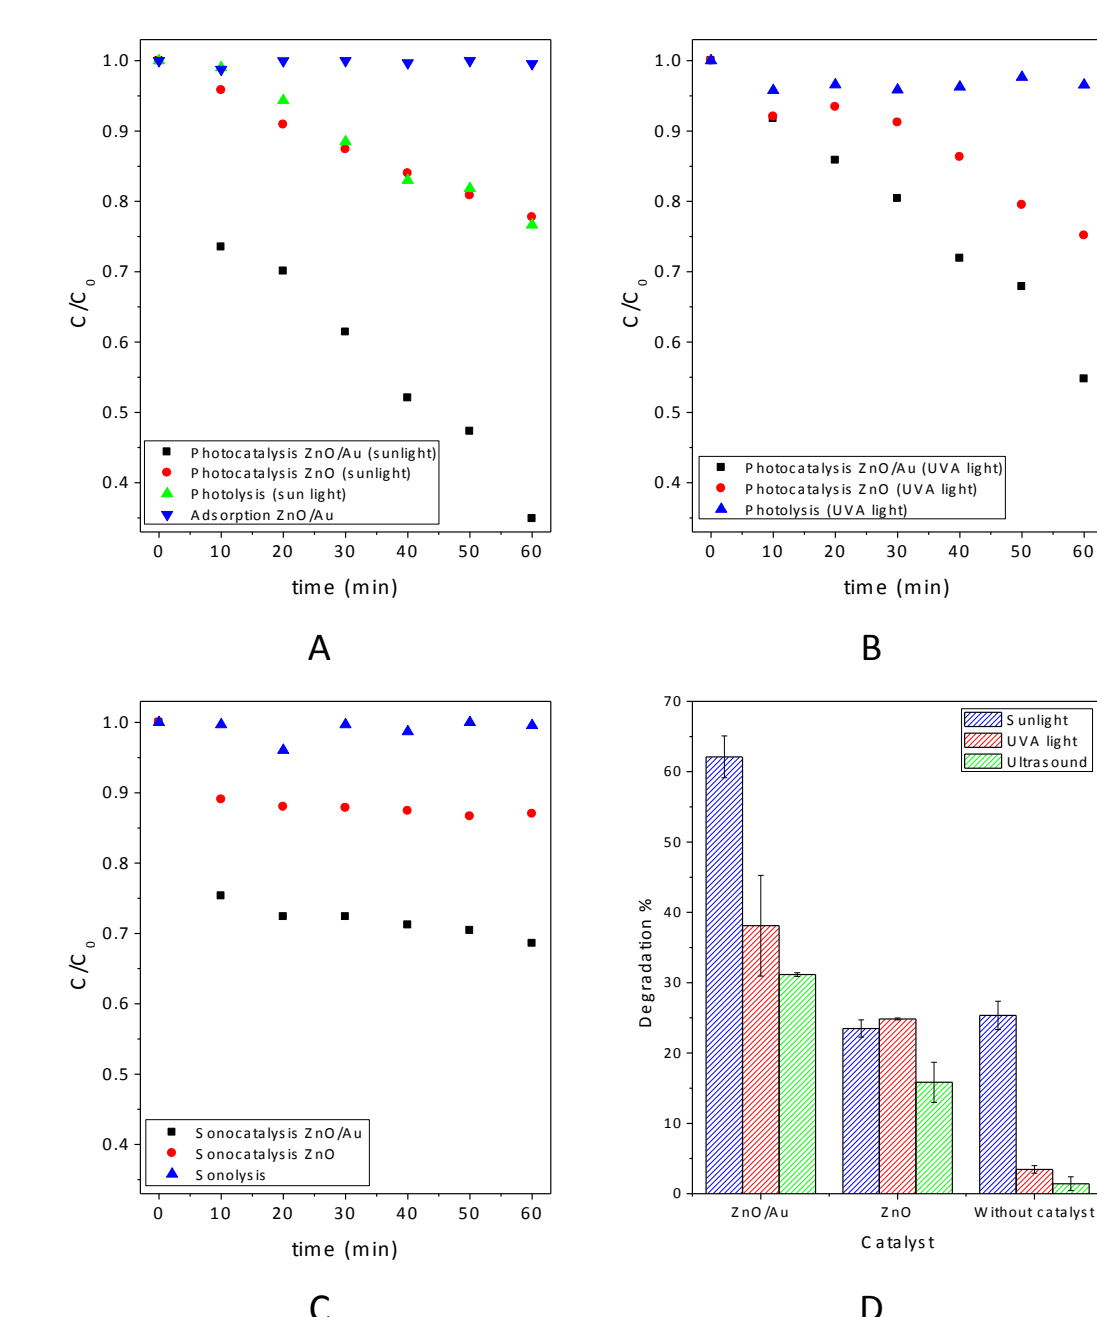 1.0
0.9
0.8
0.7
0.6
0.5
0.4
C/C0
Photocatalysis ZnO/Au (sunlight)
Photocatalysis ZnO (sunlight)
Photolysis (sun light)
Adsorption ZnO/Au
0 10 20 30 40 50 60
time (min)
A
1.0
0.9
0.8
0.7
0.6
0.5
0.4
C/C0
Photocatalysis ZnO/Au (UVA light)
Photocatalysis ZnO (UVA light)
Photolysis (UVA light)
0 10 20 30 40 50 60
time (min)
B
1.0
0.9
0.8
0.7
0.6
0.5
0.4
C/C0
Sonocatalysis ZnO/Au
Sonocatalysis ZnO
Sonolysis
0 10 20 30 40 50 60
time (min)
C
70
60
50
40
30
20
10
0
Degradation %
Sunlight
UVA light
Ultrasound
ZnO/Au ZnO Without catalyst
Catalyst
D